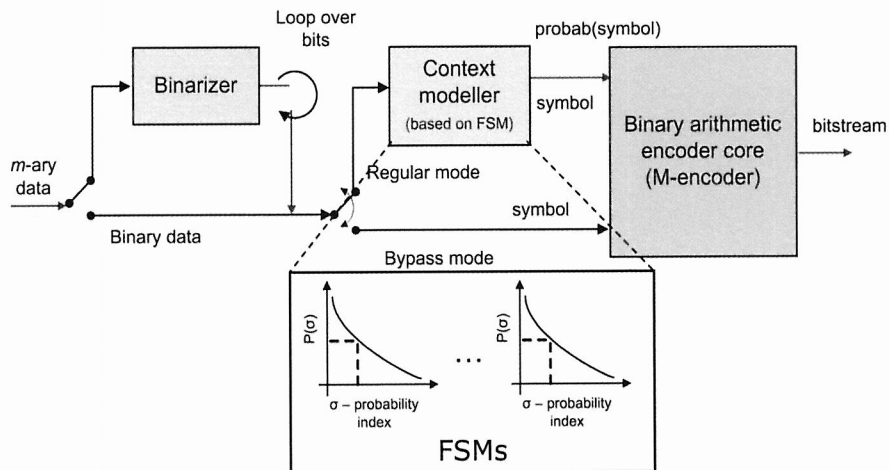 Loop over
bits
probab(symbol)
Binarizer
Context
modeller
(based on FSM)
symbol
Binary arithmetic
encoder core
(M-encoder)
bitstream
m-ary
data
Regular mode
symbol
Binary data
Bypass mode
P(σ)
σ – probability
index
...
P(σ)
σ – probability
index
FSMs